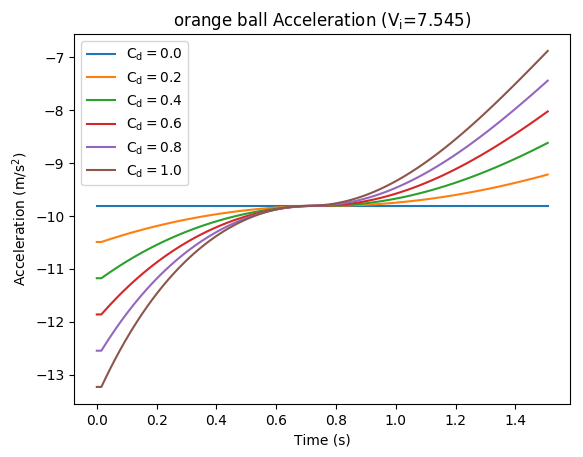 orange ball Acceleration (Vᵢ=7.545)
C_d = 0.0
C_d = 0.2
C_d = 0.4
C_d = 0.6
C_d = 0.8
C_d = 1.0
Acceleration (m/s²)
−7
−8
−9
−10
−11
−12
−13
0.0 0.2 0.4 0.6 0.8 1.0 1.2 1.4
Time (s)